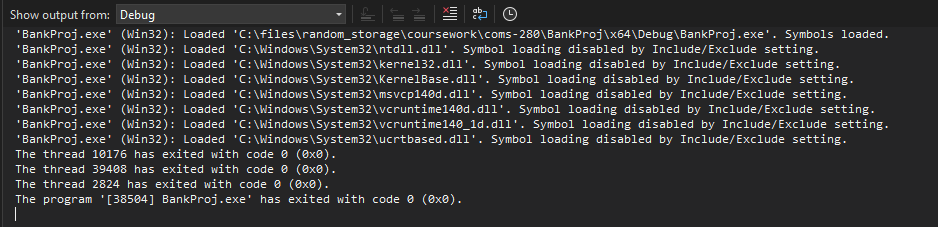 Show output from: Debug
'BankProj.exe' (Win32): Loaded 'C:\files\random_storage\coursework\coms-280\BankProj\x64\Debug\BankProj.exe'. Symbols loaded.
'BankProj.exe' (Win32): Loaded 'C:\Windows\System32\ntdll.dll'. Symbol loading disabled by Include/Exclude setting.
'BankProj.exe' (Win32): Loaded 'C:\Windows\System32\kernel32.dll'. Symbol loading disabled by Include/Exclude setting.
'BankProj.exe' (Win32): Loaded 'C:\Windows\System32\KernelBase.dll'. Symbol loading disabled by Include/Exclude setting.
'BankProj.exe' (Win32): Loaded 'C:\Windows\System32\msvcp140d.dll'. Symbol loading disabled by Include/Exclude setting.
'BankProj.exe' (Win32): Loaded 'C:\Windows\System32\vcruntime140d.dll'. Symbol loading disabled by Include/Exclude setting.
'BankProj.exe' (Win32): Loaded 'C:\Windows\System32\vcruntime140_1d.dll'. Symbol loading disabled by Include/Exclude setting.
'BankProj.exe' (Win32): Loaded 'C:\Windows\System32\ucrtbased.dll'. Symbol loading disabled by Include/Exclude setting.
The thread 10176 has exited with code 0 (0x0).
The thread 39408 has exited with code 0 (0x0).
The thread 2824 has exited with code 0 (0x0).
The program '[38504] BankProj.exe' has exited with code 0 (0x0).